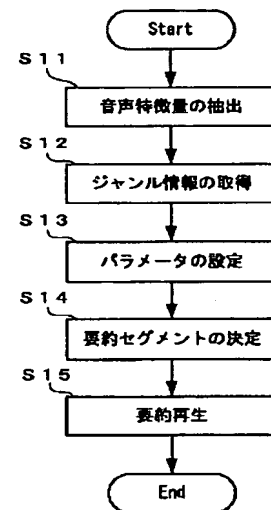 Start
S11
音声特徴量の抽出
S12
ジャンル情報の取得
S13
パラメータの設定
S14
要約セグメントの決定
S15
要約再生
End